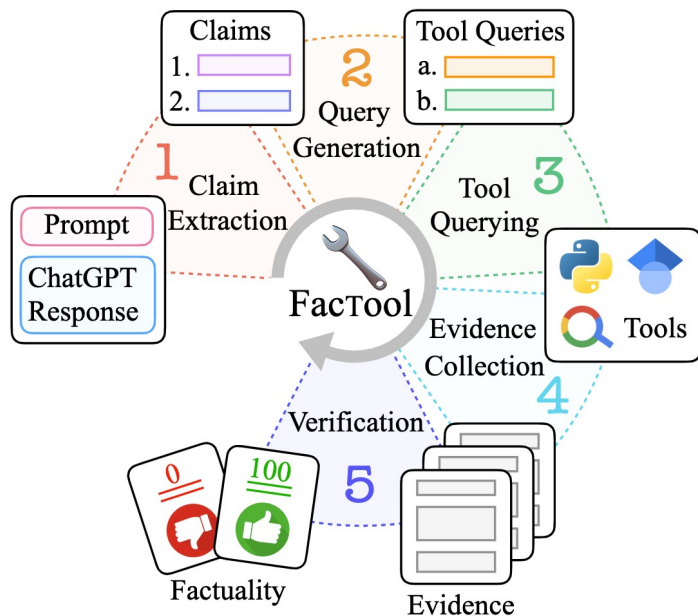 Claims
1.
2.
2
Query
Generation
Tool Queries
a.
b.
1
Claim
Extraction
3
Tool
Querying
Prompt
ChatGPT
Response
FACTOOL
Tools
Evidence
Collection
4
Verification
5
0
100
Factuality
Evidence